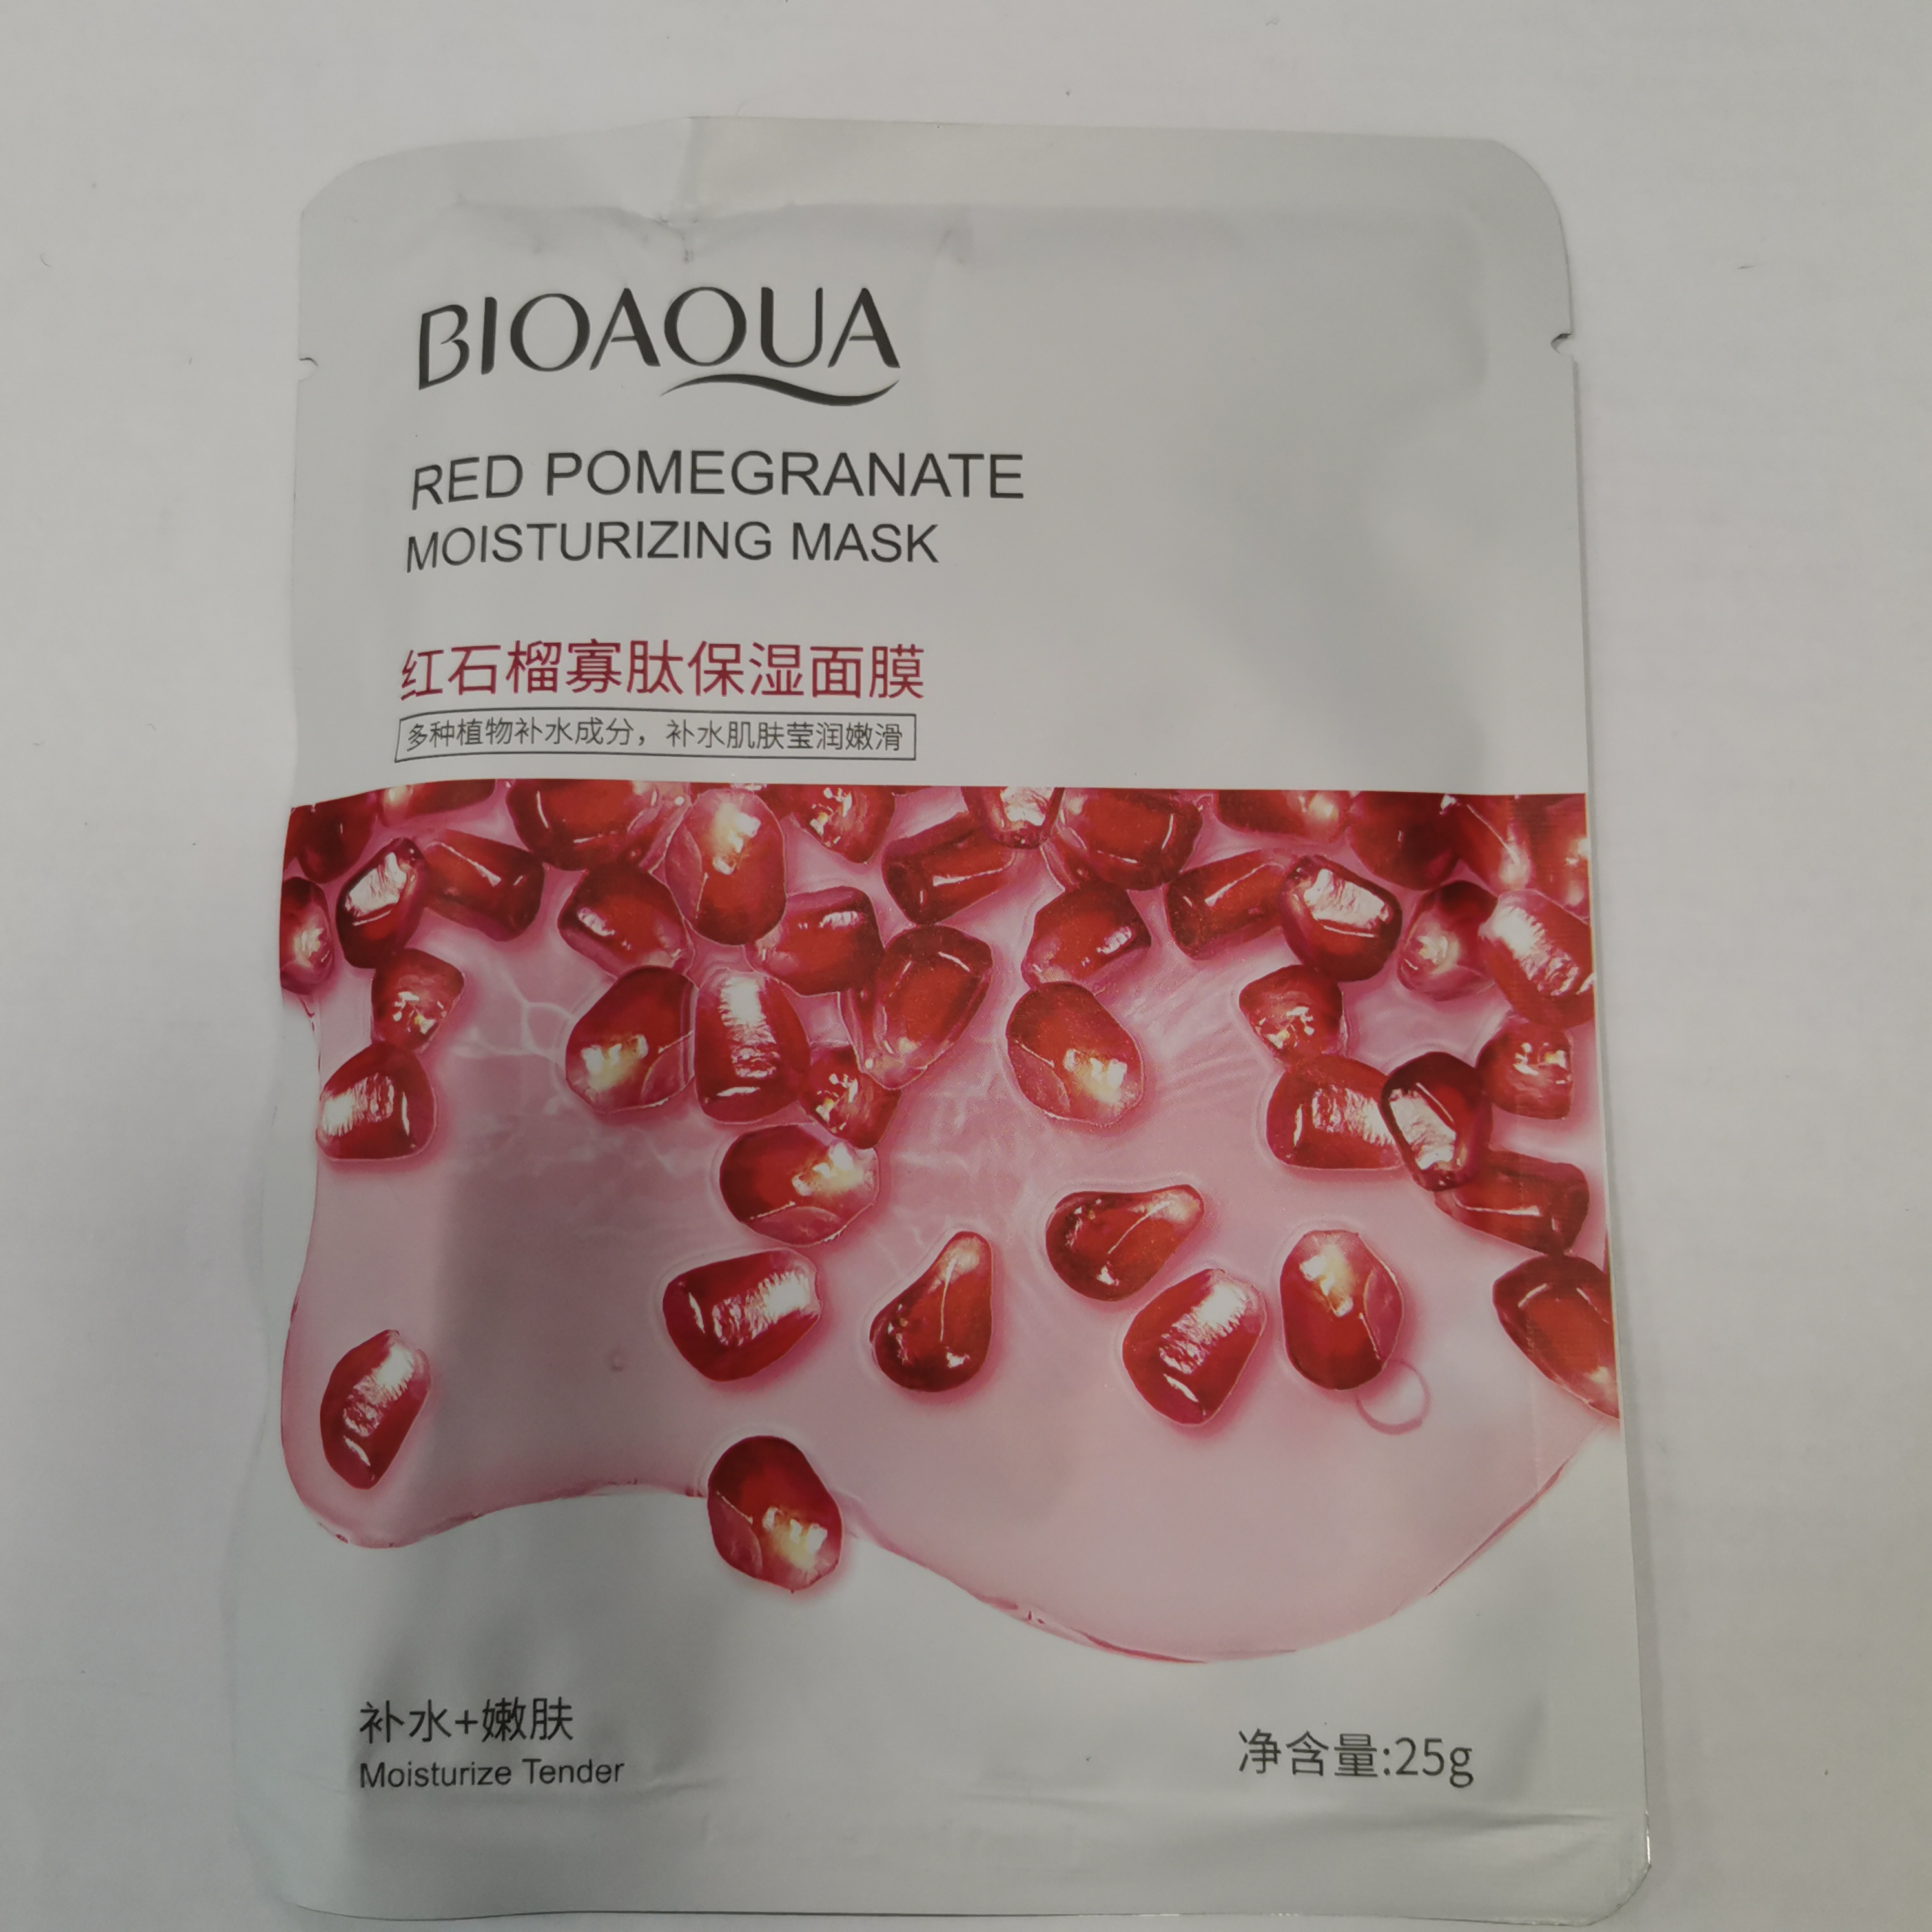 BIOAQUA
RED POMEGRANATE
MOISTURIZING MASK
红石榴寡肽保湿面膜
多种植物补水成分，补水肌肤莹润嫩滑
补水+嫩肤
Moisturize Tender
净含量:25g